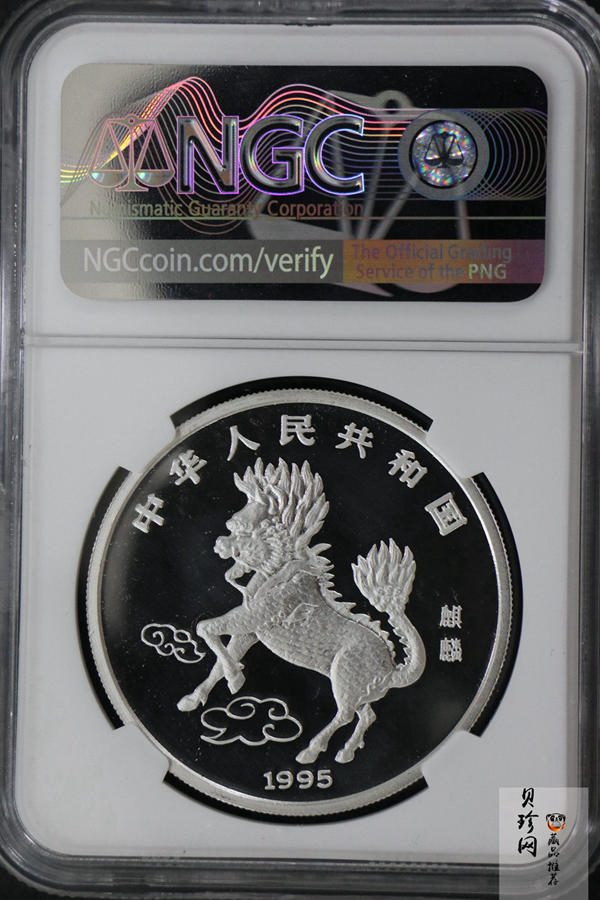 NGC
Numismatic Guaranty Corporation
NGCcoin.com/verify
The Official Grading
Service of the PNG
中华人民共和国
麒麟
1995
贝珍网
藏品
推荐